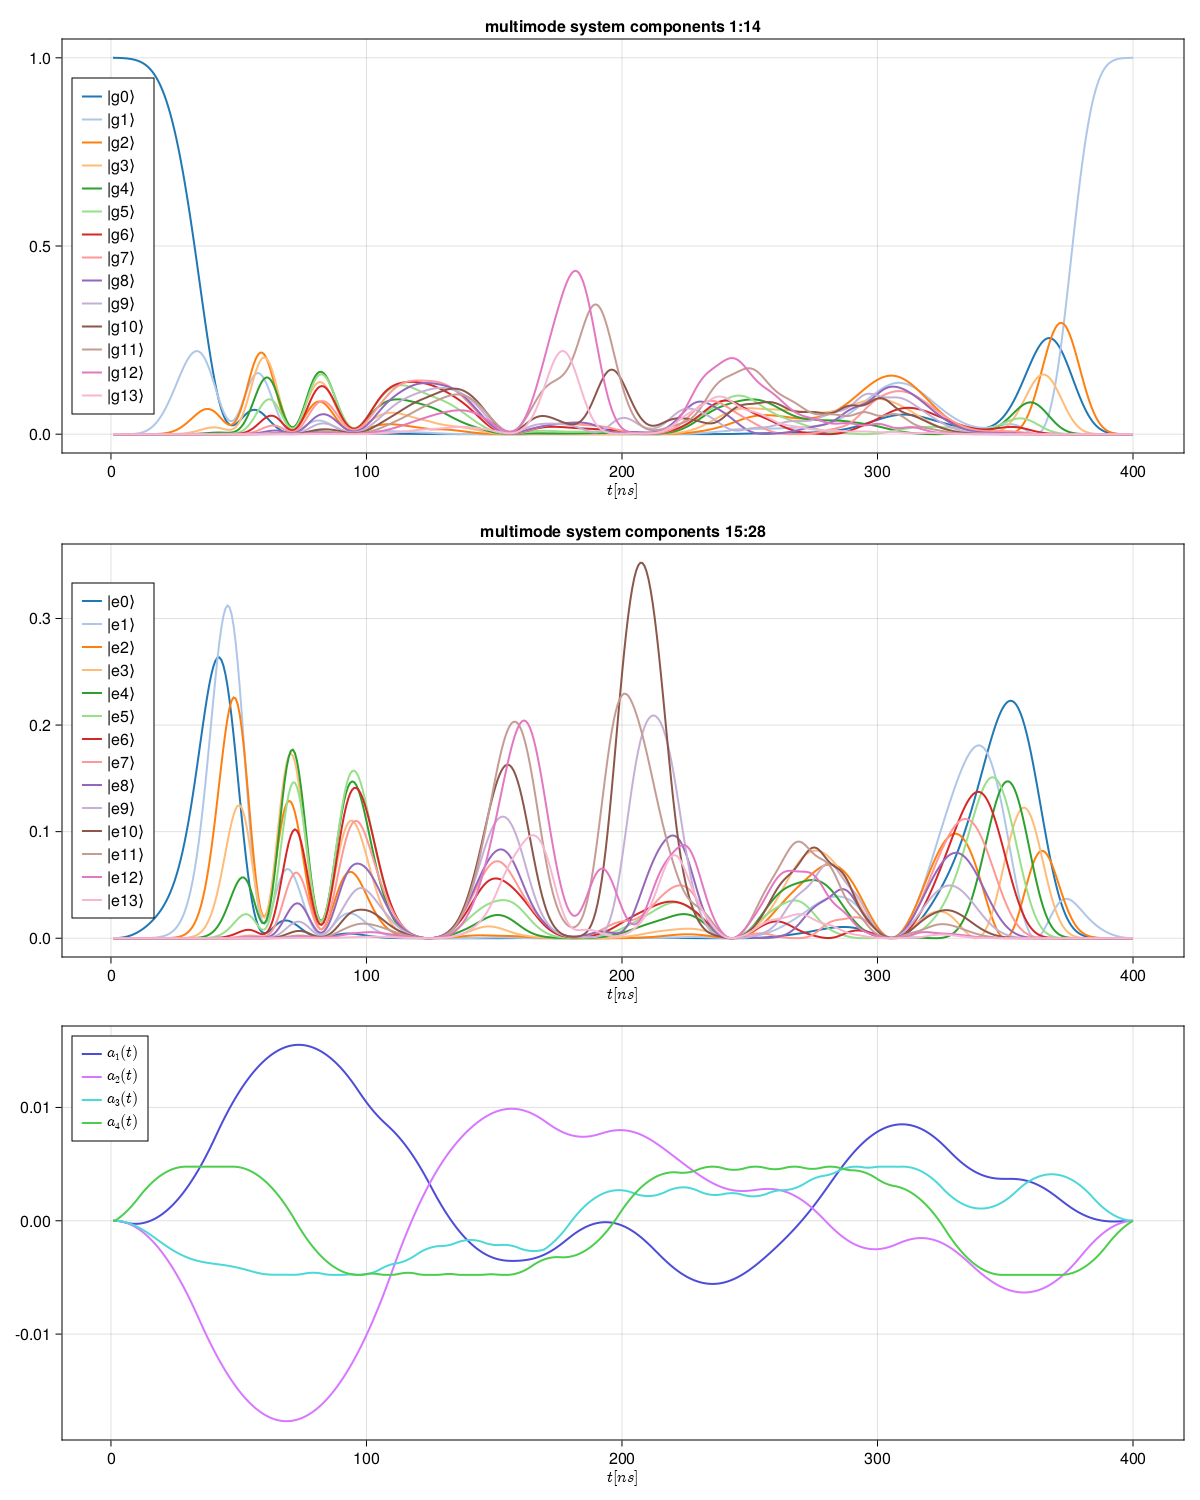 multimode system components 1:14
1.0
0.5
0.0
|g0⟩
|g1⟩
|g2⟩
|g3⟩
|g4⟩
|g5⟩
|g6⟩
|g7⟩
|g8⟩
|g9⟩
|g10⟩
|g11⟩
|g12⟩
|g13⟩
0 100 200 300 400
t[ns]
multimode system components 15:28
0.3
0.2
0.1
0.0
|e0⟩
|e1⟩
|e2⟩
|e3⟩
|e4⟩
|e5⟩
|e6⟩
|e7⟩
|e8⟩
|e9⟩
|e10⟩
|e11⟩
|e12⟩
|e13⟩
0 100 200 300 400
t[ns]
0.01
0.00
-0.01
a₁(t)
a₂(t)
a₃(t)
a₄(t)
0 100 200 300 400
t[ns]